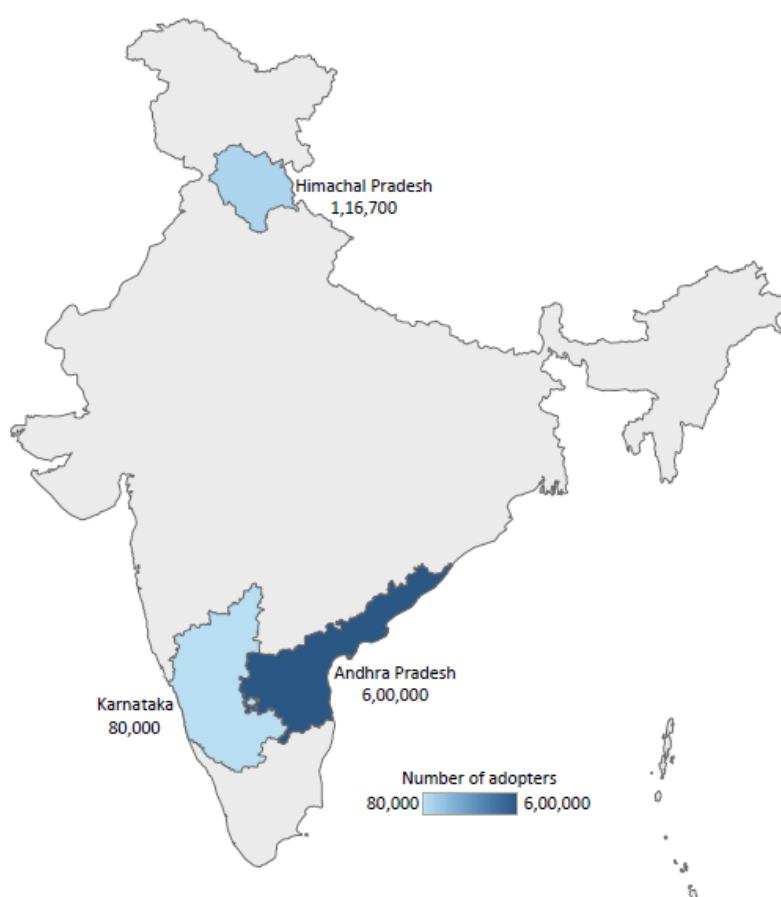 Himachal Pradesh
1,16,700
Andhra Pradesh
6,00,000
Karnataka
80,000
Number of adopters
80,000 6,00,000